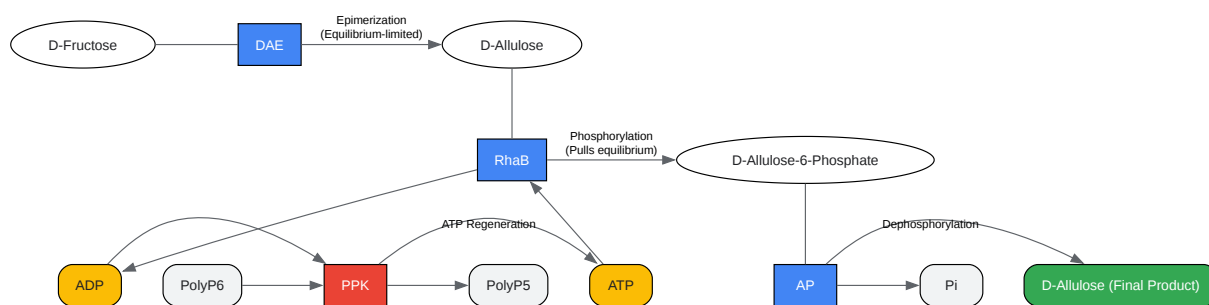 Epimerization
(Equilibrium-limited)
D-Fructose
DAE
D-Allulose
Phosphorylation
(Pulls equilibrium)
RhaB
D-Allulose-6-Phosphate
ATP Regeneration
Dephosphorylation
ADP
PolyP6
PPK
PolyP5
ATP
AP
Pi
D-Allulose (Final Product)